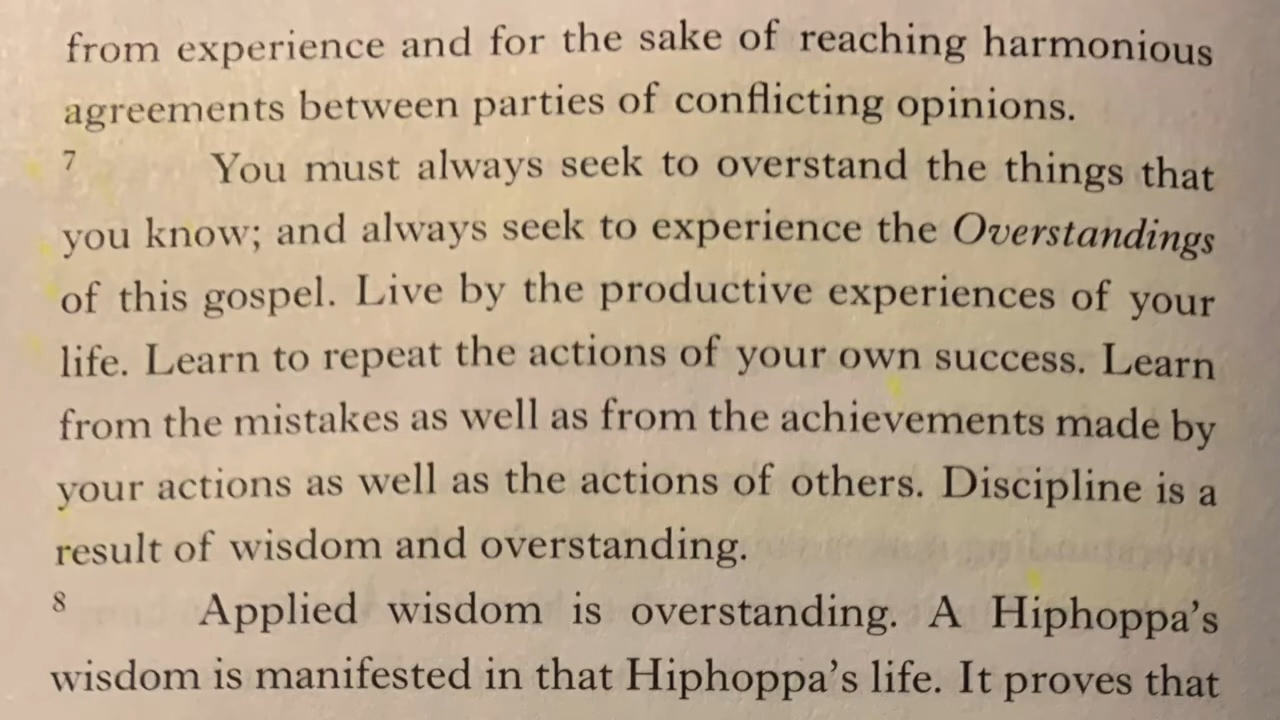 from experience and for the sake of reaching harmonious
agreements between parties of conflicting opinions.
7 You must always seek to overstand the things that
you know; and always seek to experience the Overstandings
of this gospel. Live by the productive experiences of your
life. Learn to repeat the actions of your own success. Learn
from the mistakes as well as from the achievements made by
your actions as well as the actions of others. Discipline is a
result of wisdom and overstanding.
8 Applied wisdom is overstanding. A Hiphoppa's
wisdom is manifested in that Hiphoppa's life. It proves that